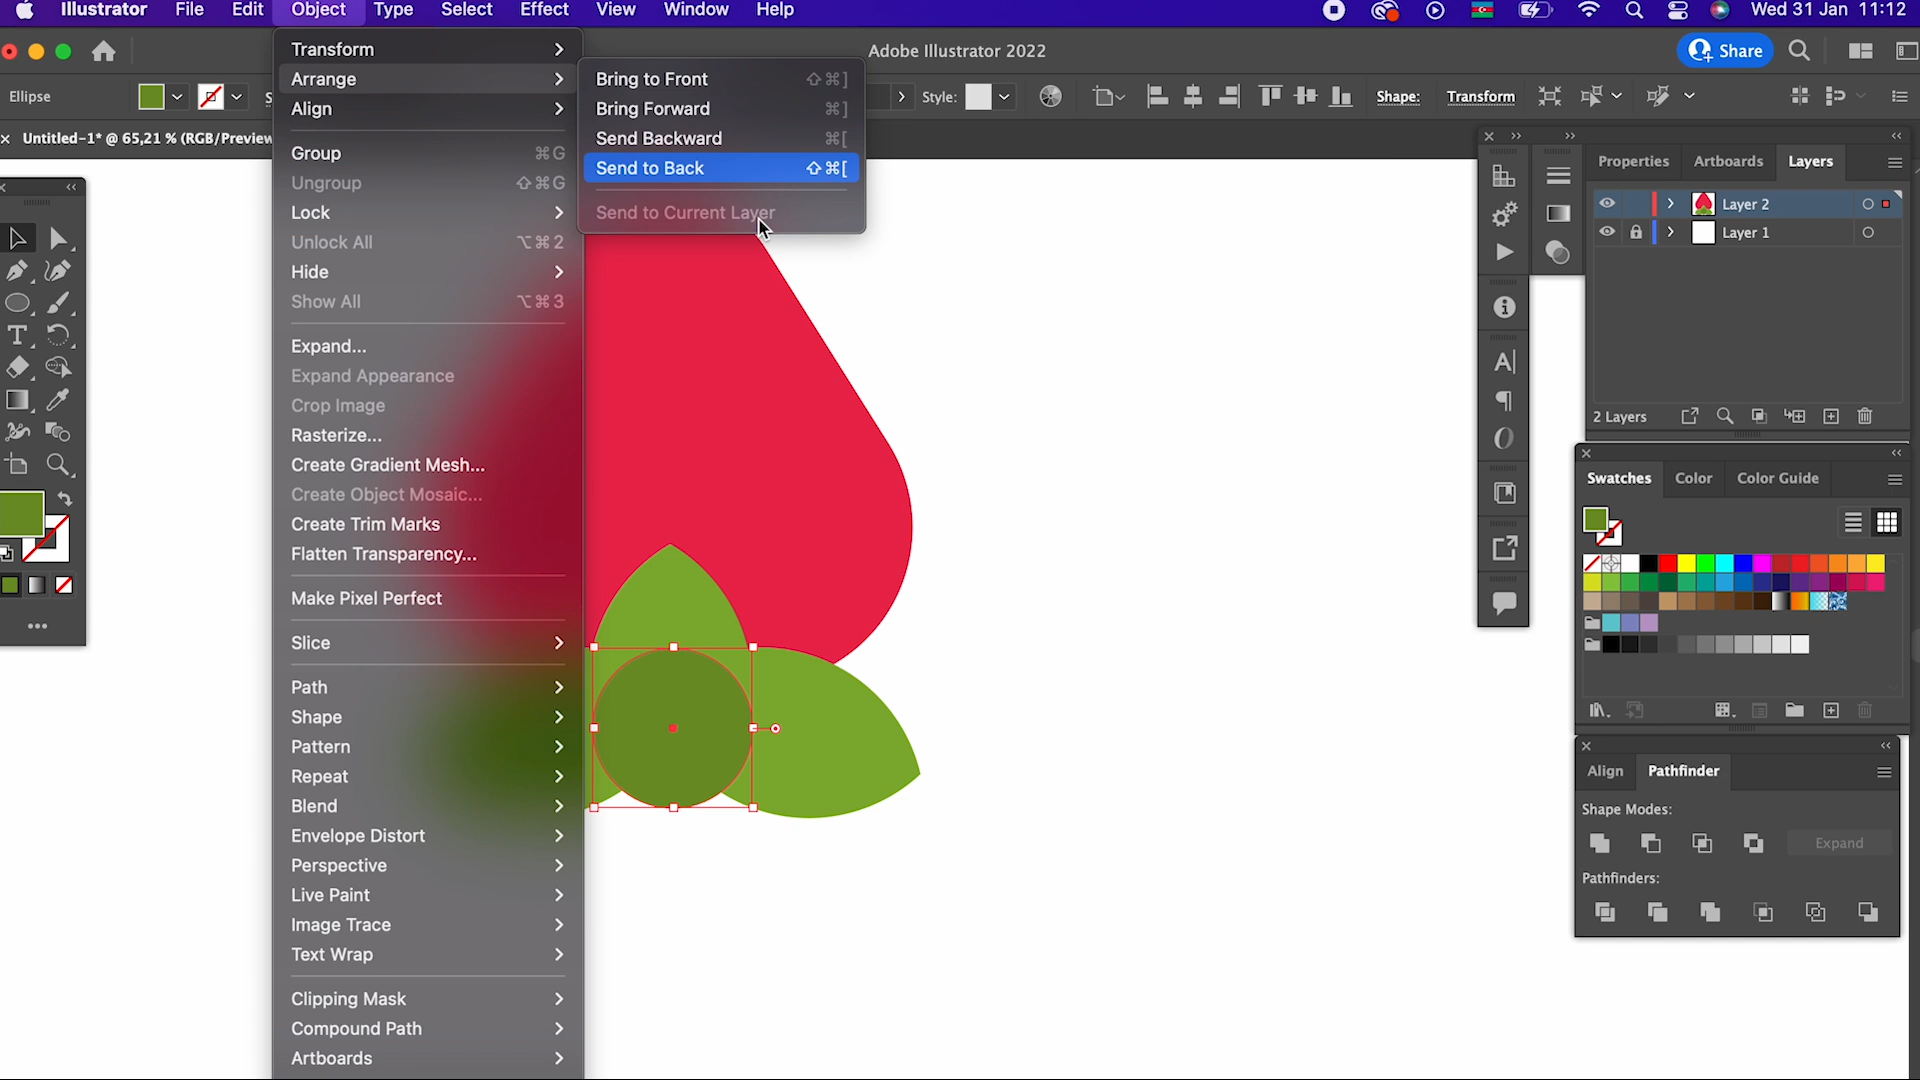 Illustrator File Edit Object Type Select Effect View Window Help Wed 31 Jan 11:12
Adobe Illustrator 2022
Share
Ellipse
Style:
Shape:
Transform
Untitled-1* @ 65,21 % (RGB/Preview
Transform
Arrange
Align
Group ⌘G
Ungroup ⇧⌘G
Lock
Unlock All ⌥⌘2
Hide
Show All ⌥⌘3
Expand...
Expand Appearance
Crop Image
Rasterize...
Create Gradient Mesh...
Create Object Mosaic...
Create Trim Marks
Flatten Transparency...
Make Pixel Perfect
Slice
Path
Shape
Pattern
Repeat
Blend
Envelope Distort
Perspective
Live Paint
Image Trace
Text Wrap
Clipping Mask
Compound Path
Artboards
Bring to Front ⇧⌘]
Bring Forward ⌘]
Send Backward ⌘[
Send to Back ⇧⌘[
Send to Current Layer
Properties Artboards Layers
Layer 2
Layer 1
2 Layers
Swatches Color Color Guide
Align Pathfinder
Shape Modes:
Expand
Pathfinders: